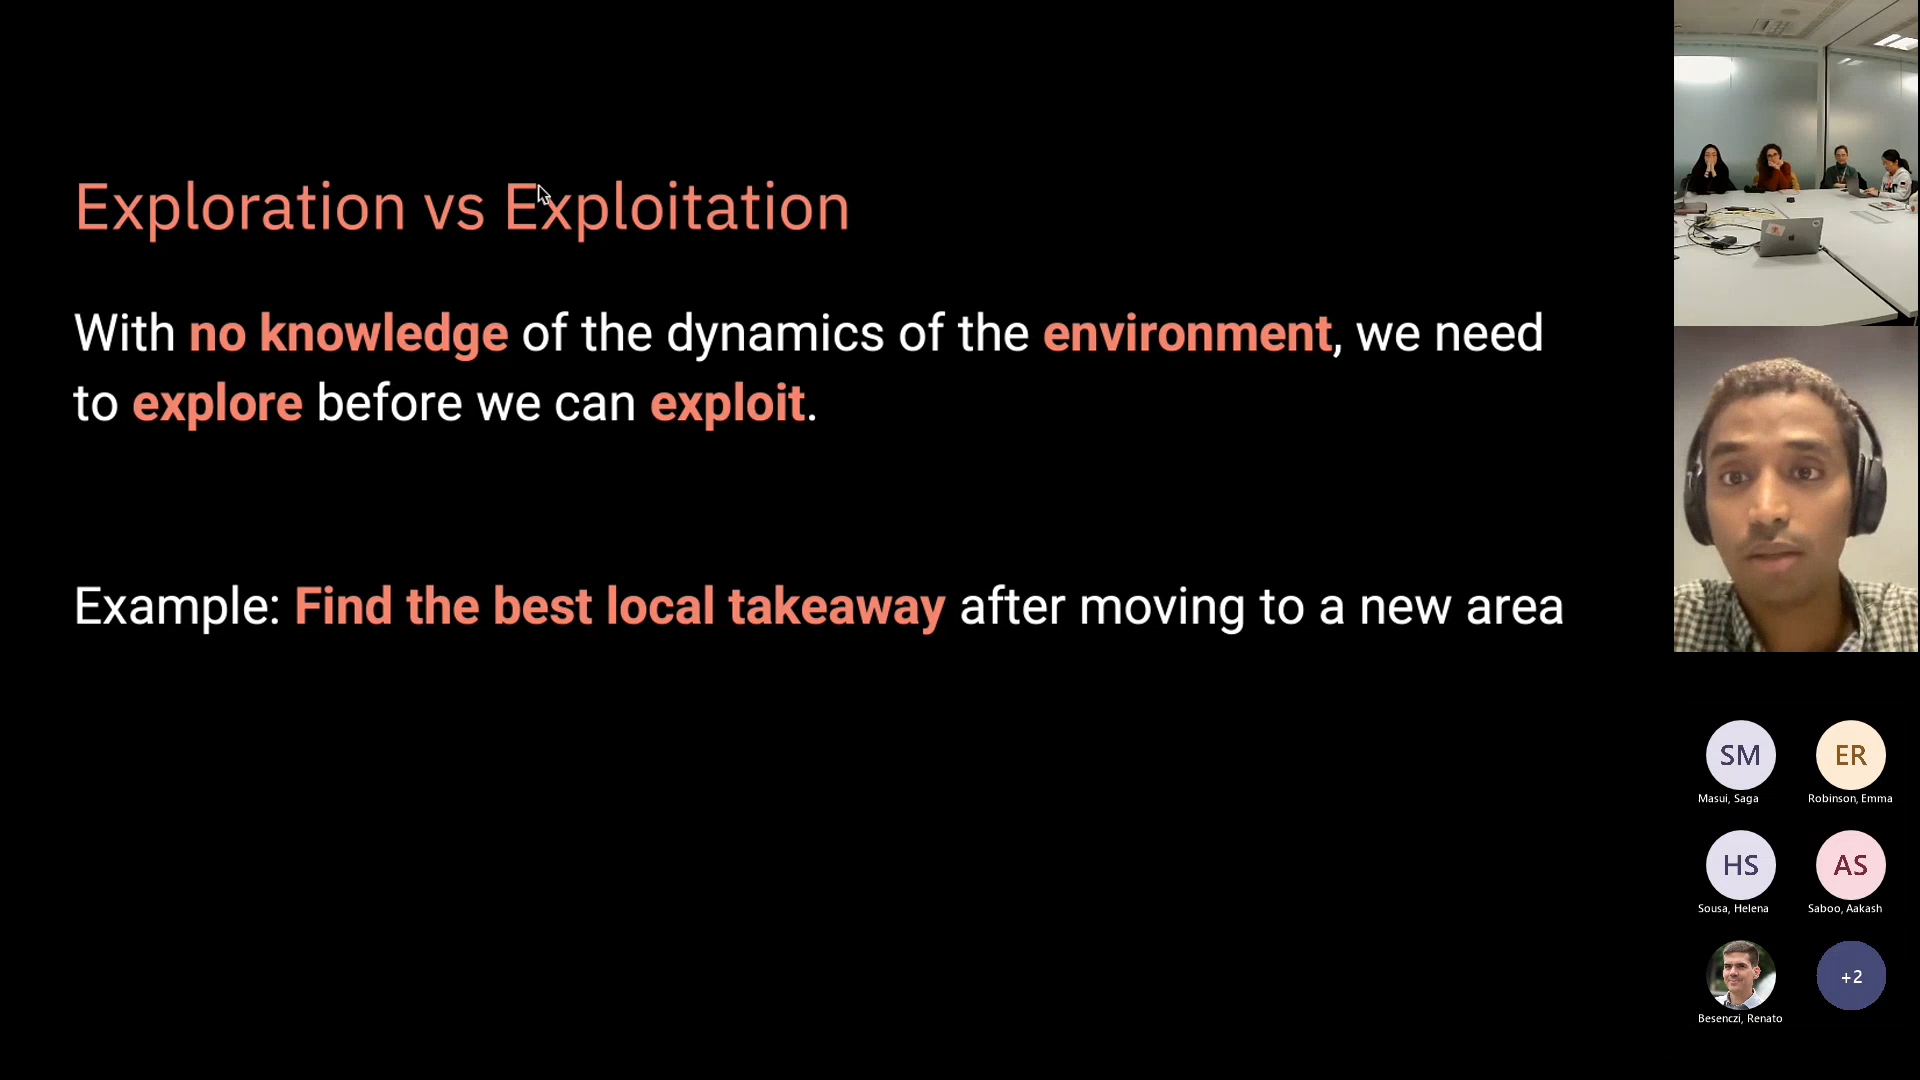 Exploration vs Exploitation
With no knowledge of the dynamics of the environment, we need
to explore before we can exploit.
Example: Find the best local takeaway after moving to a new area
SM
Masui, Saga
ER
Robinson, Emma
HS
Sousa, Helena
AS
Saboo, Aakash
Besenczi, Renato
+2